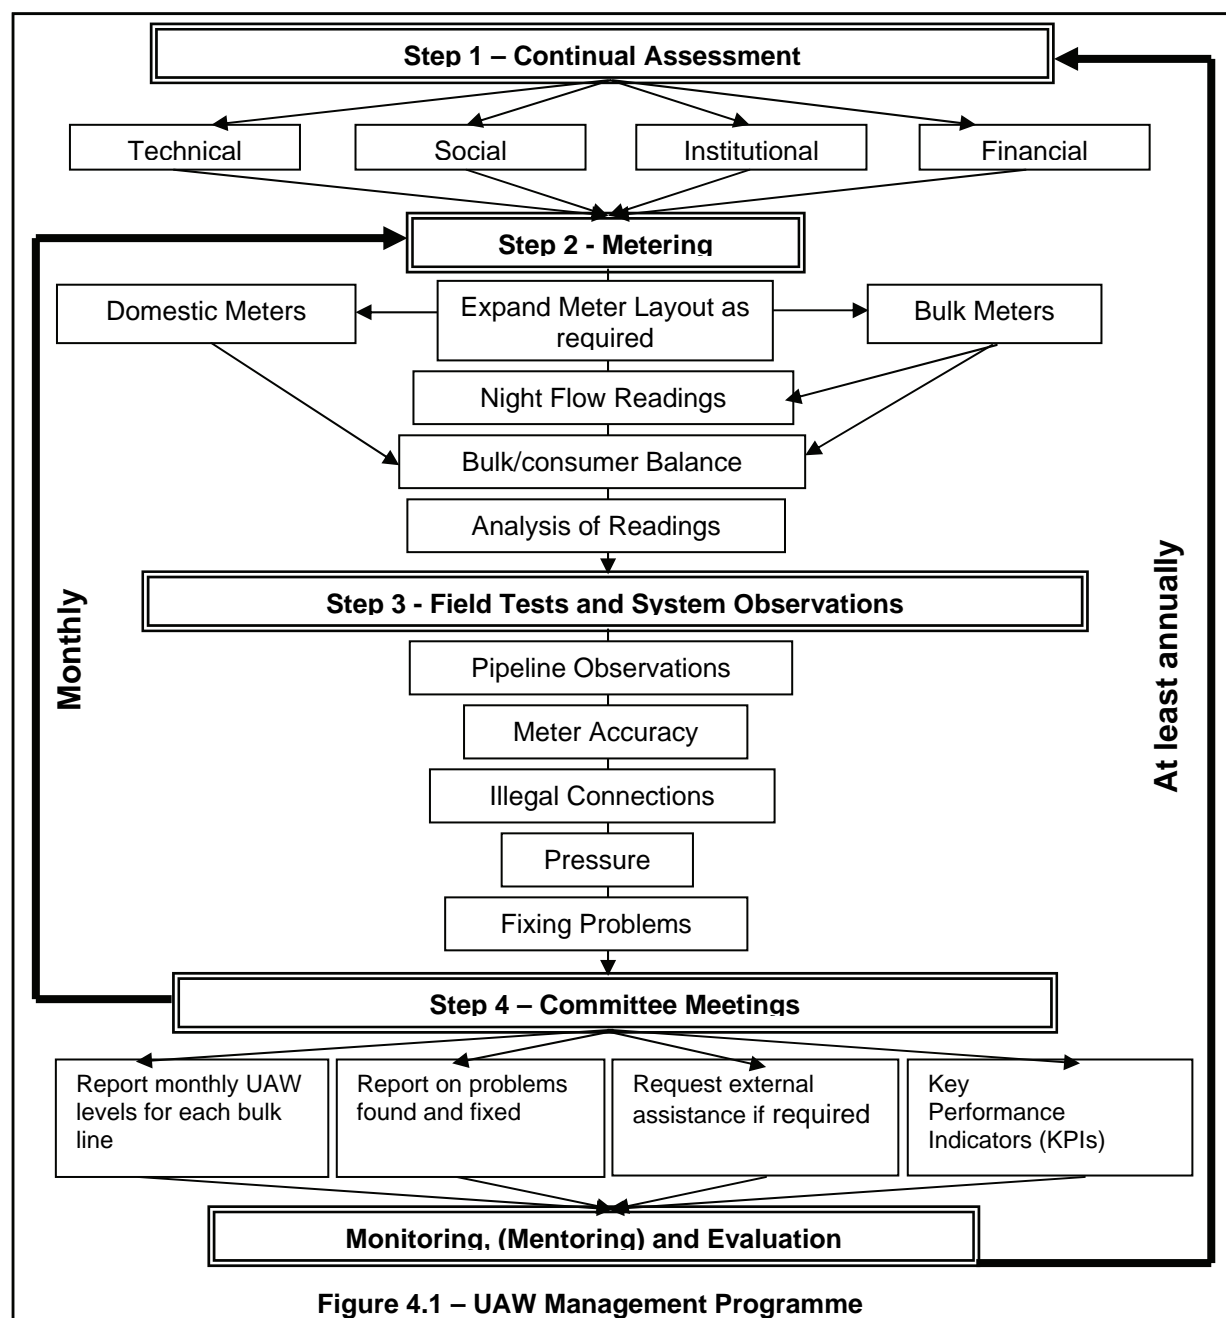 Step 1 – Continual Assessment
Technical
Social
Institutional
Financial
Step 2 - Metering
Domestic Meters
Expand Meter Layout as
required
Bulk Meters
Night Flow Readings
Bulk/consumer Balance
Analysis of Readings
Step 3 - Field Tests and System Observations
Monthly
At least annually
Pipeline Observations
Meter Accuracy
Illegal Connections
Pressure
Fixing Problems
Step 4 – Committee Meetings
Report monthly UAW
levels for each bulk
line
Report on problems
found and fixed
Request external
assistance if required
Key
Performance
Indicators (KPIs)
Monitoring, (Mentoring) and Evaluation
Figure 4.1 – UAW Management Programme